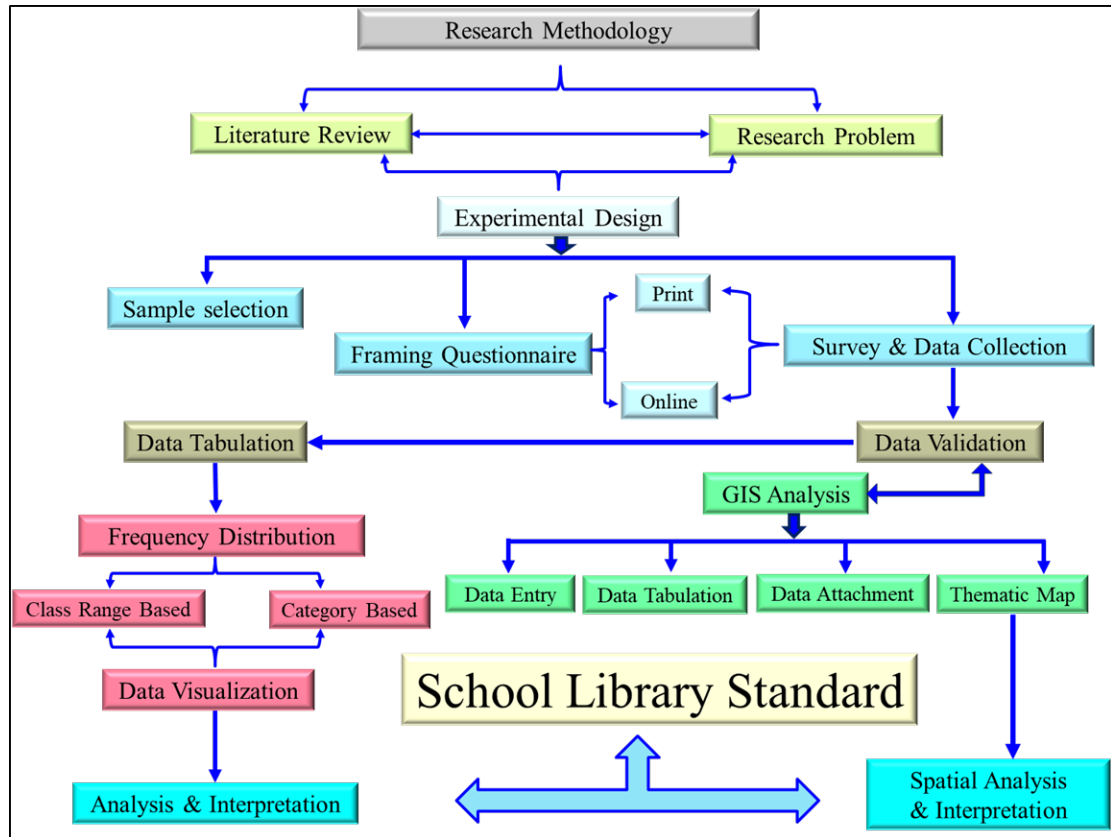 Research Methodology
Literature Review
Research Problem
Experimental Design
Sample selection
Print
Framing Questionnaire
Survey & Data Collection
Online
Data Tabulation
Data Validation
GIS Analysis
Frequency Distribution
Data Entry
Data Tabulation
Data Attachment
Thematic Map
Class Range Based
Category Based
Data Visualization
School Library Standard
Analysis & Interpretation
Spatial Analysis
& Interpretation